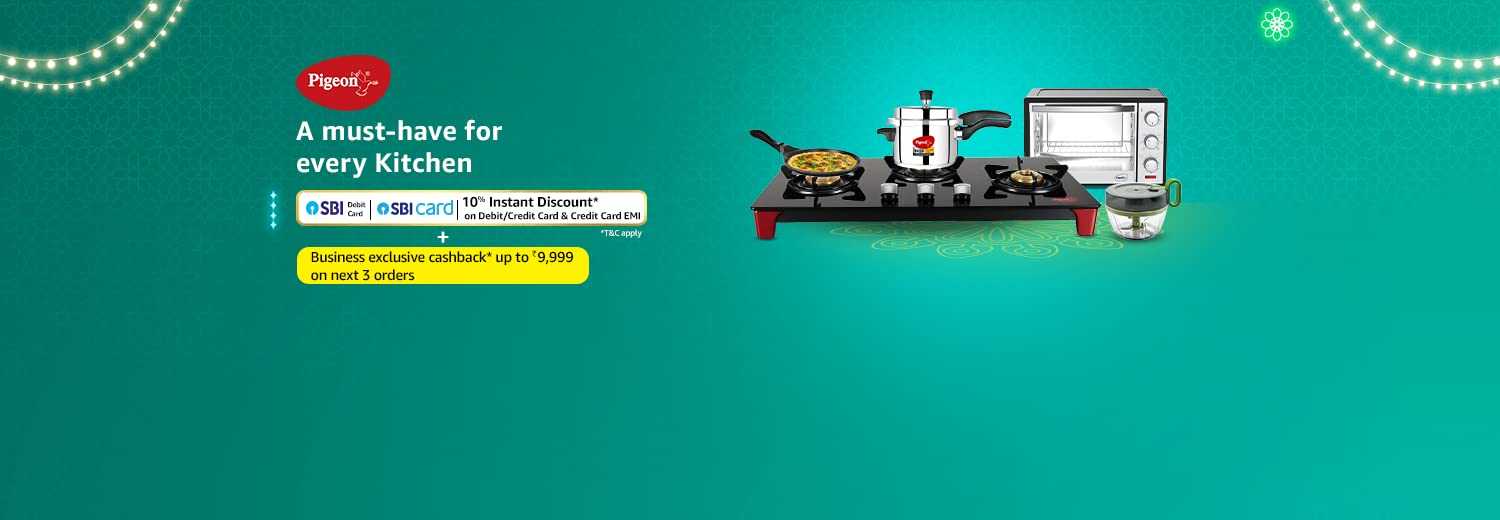 Pigeon
A must-have for
every Kitchen
SBI Debit Card | SBI card | 10% Instant Discount*
on Debit/Credit Card & Credit Card EMI
*T&C apply
+
Business exclusive cashback* up to ₹9,999
on next 3 orders
Pigeon